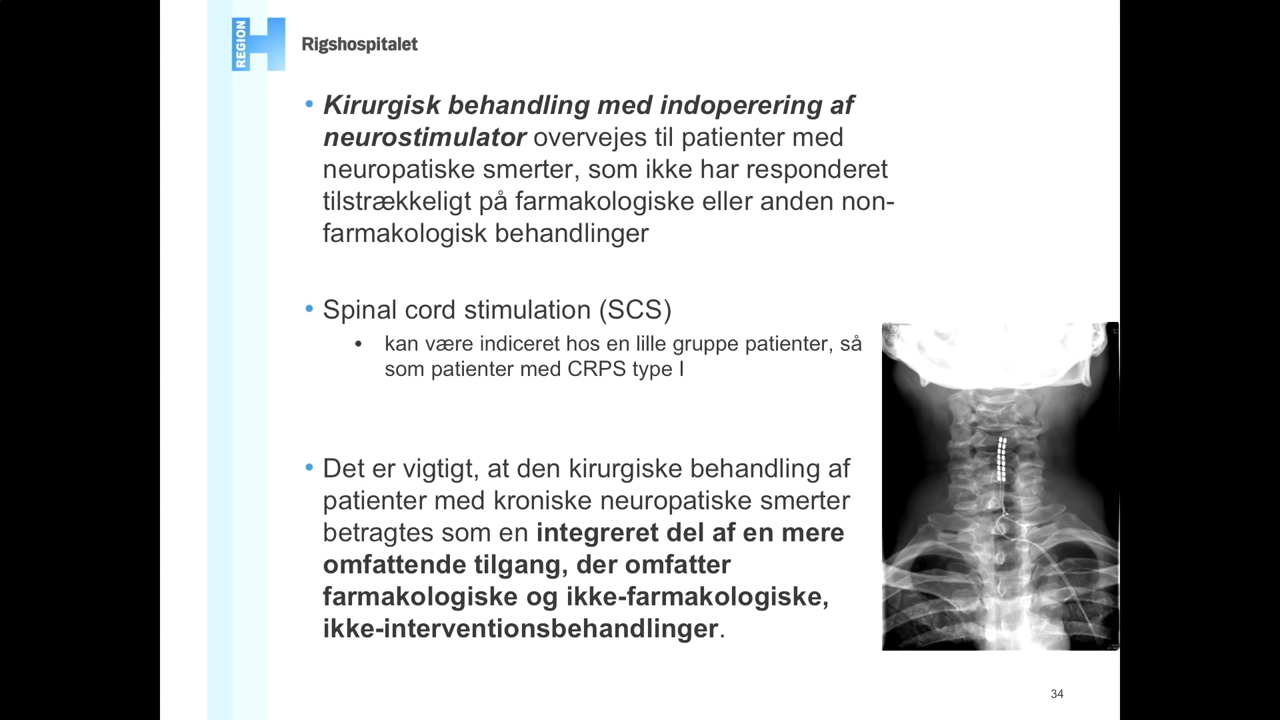 REGION
Rigshospitalet
• Kirurgisk behandling med indoperering af
neurostimulator overvejes til patienter med
neuropatiske smerter, som ikke har responderet
tilstrækkeligt på farmakologiske eller anden non-
farmakologisk behandlinger
• Spinal cord stimulation (SCS)
• kan være indiceret hos en lille gruppe patienter, så
som patienter med CRPS type I
• Det er vigtigt, at den kirurgiske behandling af
patienter med kroniske neuropatiske smerter
betragtes som en integreret del af en mere
omfattende tilgang, der omfatter
farmakologiske og ikke-farmakologiske,
ikke-interventionsbehandlinger.
34